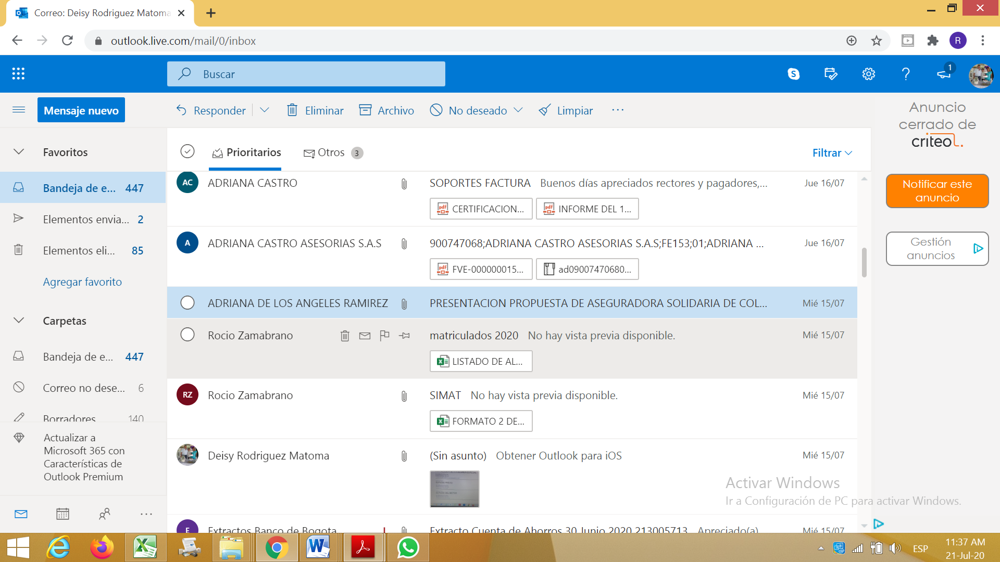 Correo: Deisy Rodriguez Matoma
outlook.live.com/mail/0/inbox
R
Buscar
1
Mensaje nuevo
Responder
Eliminar
Archivo
No deseado
Limpiar
Anuncio
cerrado de
criteo
Notificar este
anuncio
Gestión
anuncios
Favoritos
Bandeja de e... 447
Elementos envia... 2
Elementos eli... 85
Agregar favorito
Carpetas
Bandeja de e... 447
Correo no dese... 6
Borradores 140
Actualizar a
Microsoft 365 con
Características de
Outlook Premium
Prioritarios
Otros 3
Filtrar
AC ADRIANA CASTRO SOPORTES FACTURA Buenos días apreciados rectores y pagadores,... Jue 16/07
CERTIFICACION... INFORME DEL 1...
A ADRIANA CASTRO ASESORIAS S.A.S 900747068;ADRIANA CASTRO ASESORIAS S.A.S;FE153;01;ADRIANA ... Jue 16/07
FVE-000000015... ad09007470680...
ADRIANA DE LOS ANGELES RAMIREZ PRESENTACION PROPUESTA DE ASEGURADORA SOLIDARIA DE COL... Mié 15/07
Rocio Zamabrano matriculados 2020 No hay vista previa disponible. Mié 15/07
LISTADO DE AL...
RZ Rocio Zamabrano SIMAT No hay vista previa disponible. Mié 15/07
FORMATO 2 DE...
Deisy Rodriguez Matoma (Sin asunto) Obtener Outlook para iOS Mié 15/07
E Extractos Banco de Bogota Extracto Cuenta de Ahorros 30 Junio 2020 213005713 Apreciado(a) Mié 15/07
Activar Windows
Ir a Configuración de PC para activar Windows.
ESP
11:37 AM
21-Jul-20